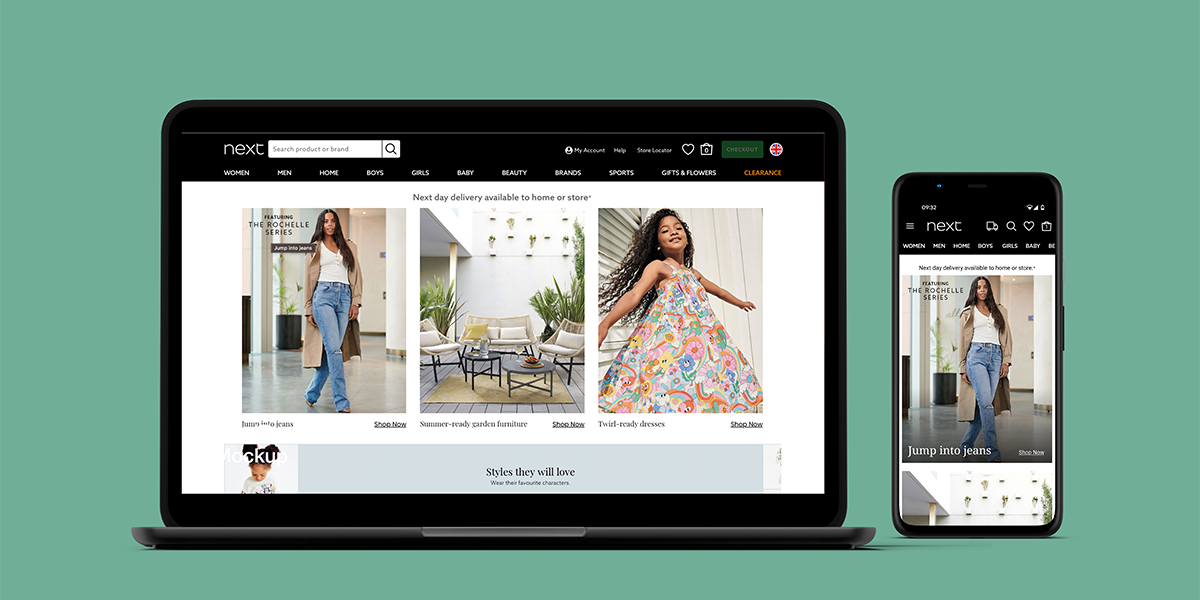 next
Search product or brand
My Account Help Store Locator
0
CHECKOUT
WOMEN MEN HOME BOYS GIRLS BABY BEAUTY BRANDS SPORTS GIFTS & FLOWERS CLEARANCE
Next day delivery available to home or store*
FEATURING
THE ROCHELLE
SERIES
Jump into jeans
Jump into jeans Shop Now
Summer-ready garden furniture Shop Now
Twirl-ready dresses Shop Now
Mockup
Styles they will love
Wear their favourite characters.
09:32
next
WOMEN MEN HOME BOYS GIRLS BABY BE
Next day delivery available to home or store.*
FEATURING
THE ROCHELLE
SERIES
Jump into jeans Shop Now